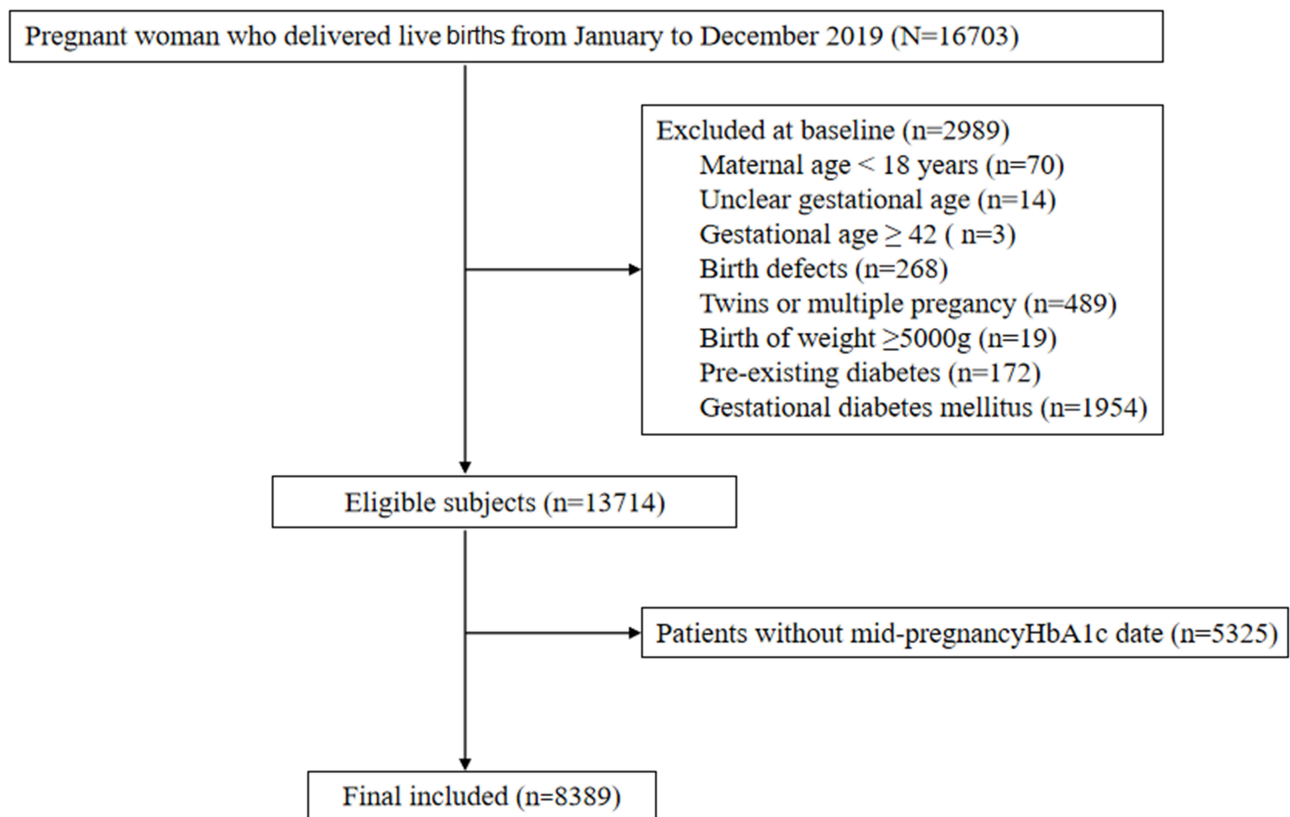 Pregnant woman who delivered live births from January to December 2019 (N=16703)
Excluded at baseline (n=2989)
Maternal age < 18 years (n=70)
Unclear gestational age (n=14)
Gestational age ≥ 42 ( n=3)
Birth defects (n=268)
Twins or multiple pregancy (n=489)
Birth of weight ≥5000g (n=19)
Pre-existing diabetes (n=172)
Gestational diabetes mellitus (n=1954)
Eligible subjects (n=13714)
Patients without mid-pregnancyHbA1c date (n=5325)
Final included (n=8389)